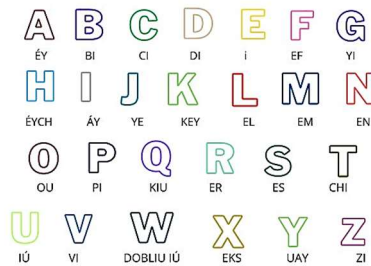 A B C D E F G
ÉY BI CI DI i EF YI
H I J K L M N
ÉYCH ÁY YE KEY EL EM EN
O P Q R S T
OU PI KIU ER ES CHI
U V W X Y Z
IÚ VI DOBLIU IÚ EKS UAY ZI